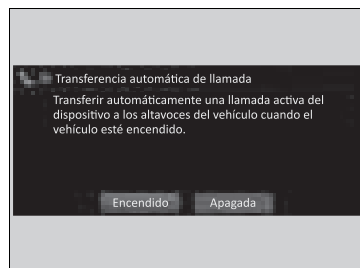 Transferencia automática de llamada
Transferir automáticamente una llamada activa del
dispositivo a los altavoces del vehículo cuando el
vehículo esté encendido.
Encendido Apagada